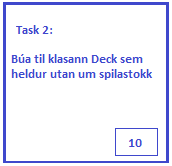 Task 2:
Búa til klasann Deck sem
heldur utan um spilastokk
10